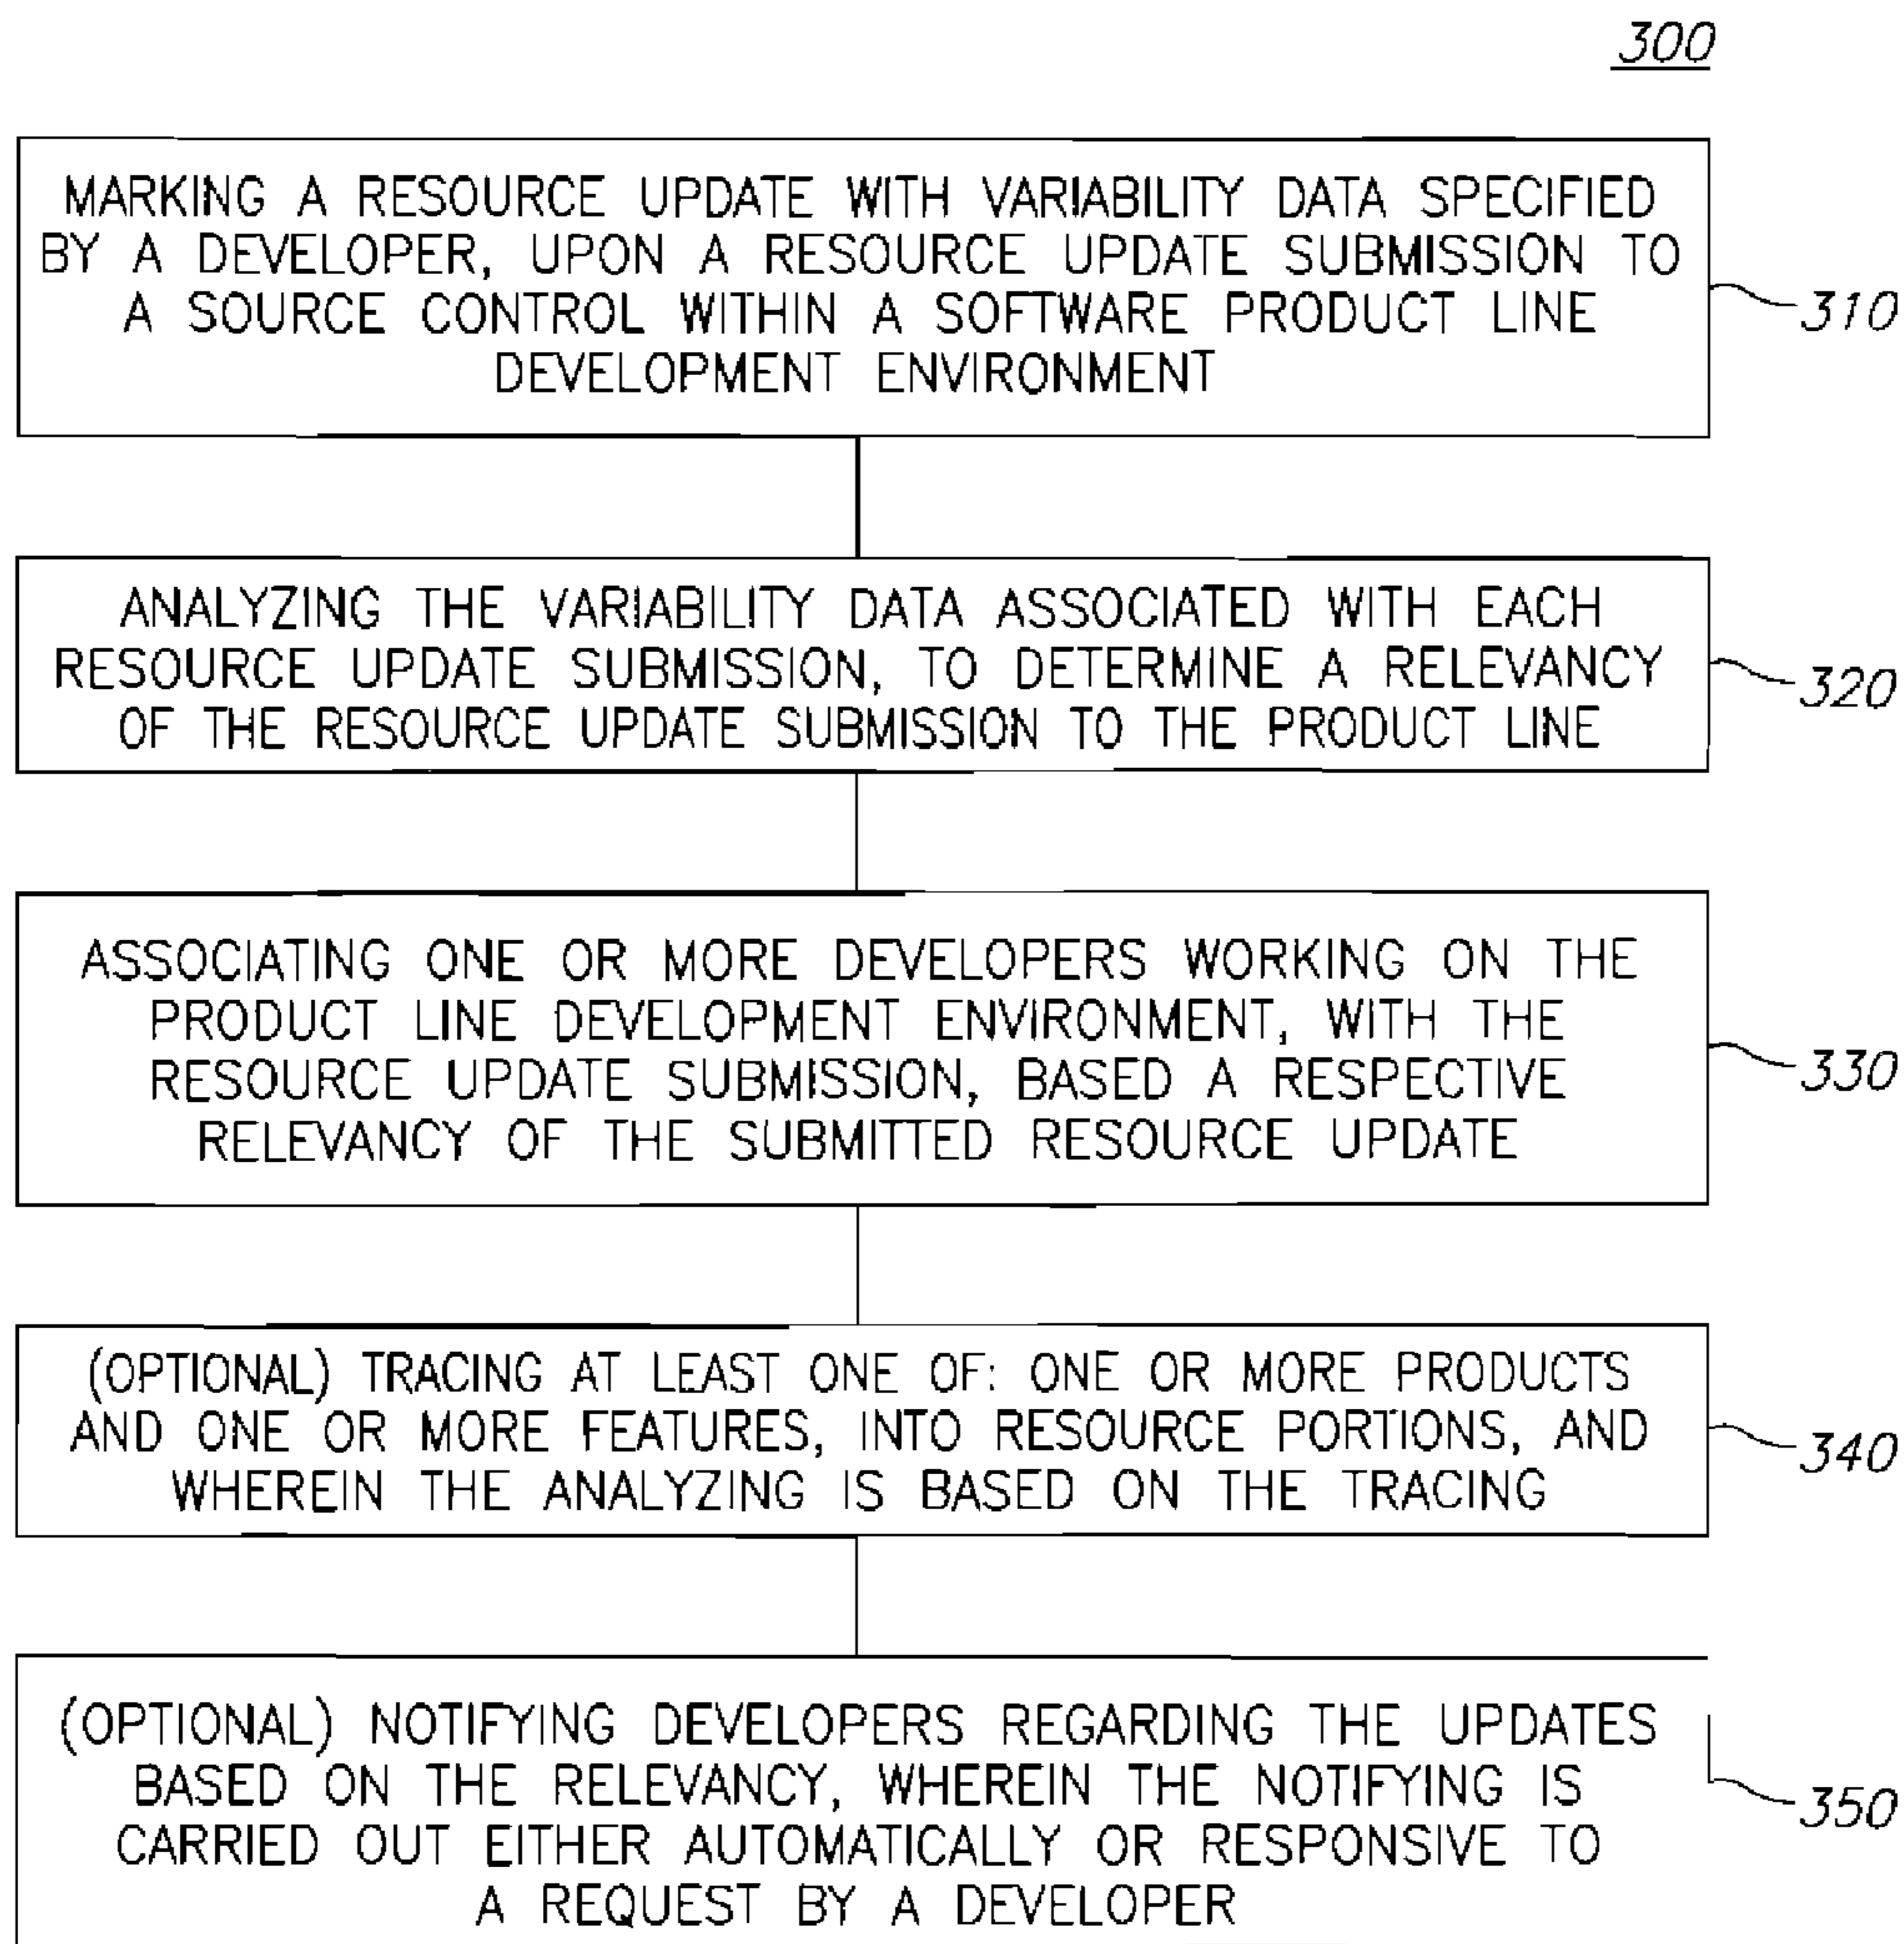 300
MARKING A RESOURCE UPDATE WITH VARIABILITY DATA SPECIFIED
BY A DEVELOPER, UPON A RESOURCE UPDATE SUBMISSION TO
A SOURCE CONTROL WITHIN A SOFTWARE PRODUCT LINE
DEVELOPMENT ENVIRONMENT
310
ANALYZING THE VARIABILITY DATA ASSOCIATED WITH EACH
RESOURCE UPDATE SUBMISSION, TO DETERMINE A RELEVANCY
OF THE RESOURCE UPDATE SUBMISSION TO THE PRODUCT LINE
320
ASSOCIATING ONE OR MORE DEVELOPERS WORKING ON THE
PRODUCT LINE DEVELOPMENT ENVIRONMENT, WITH THE
RESOURCE UPDATE SUBMISSION, BASED A RESPECTIVE
RELEVANCY OF THE SUBMITTED RESOURCE UPDATE
330
(OPTIONAL) TRACING AT LEAST ONE OF: ONE OR MORE PRODUCTS
AND ONE OR MORE FEATURES, INTO RESOURCE PORTIONS, AND
WHEREIN THE ANALYZING IS BASED ON THE TRACING
340
(OPTIONAL) NOTIFYING DEVELOPERS REGARDING THE UPDATES
BASED ON THE RELEVANCY, WHEREIN THE NOTIFYING IS
CARRIED OUT EITHER AUTOMATICALLY OR RESPONSIVE TO
A REQUEST BY A DEVELOPER
350